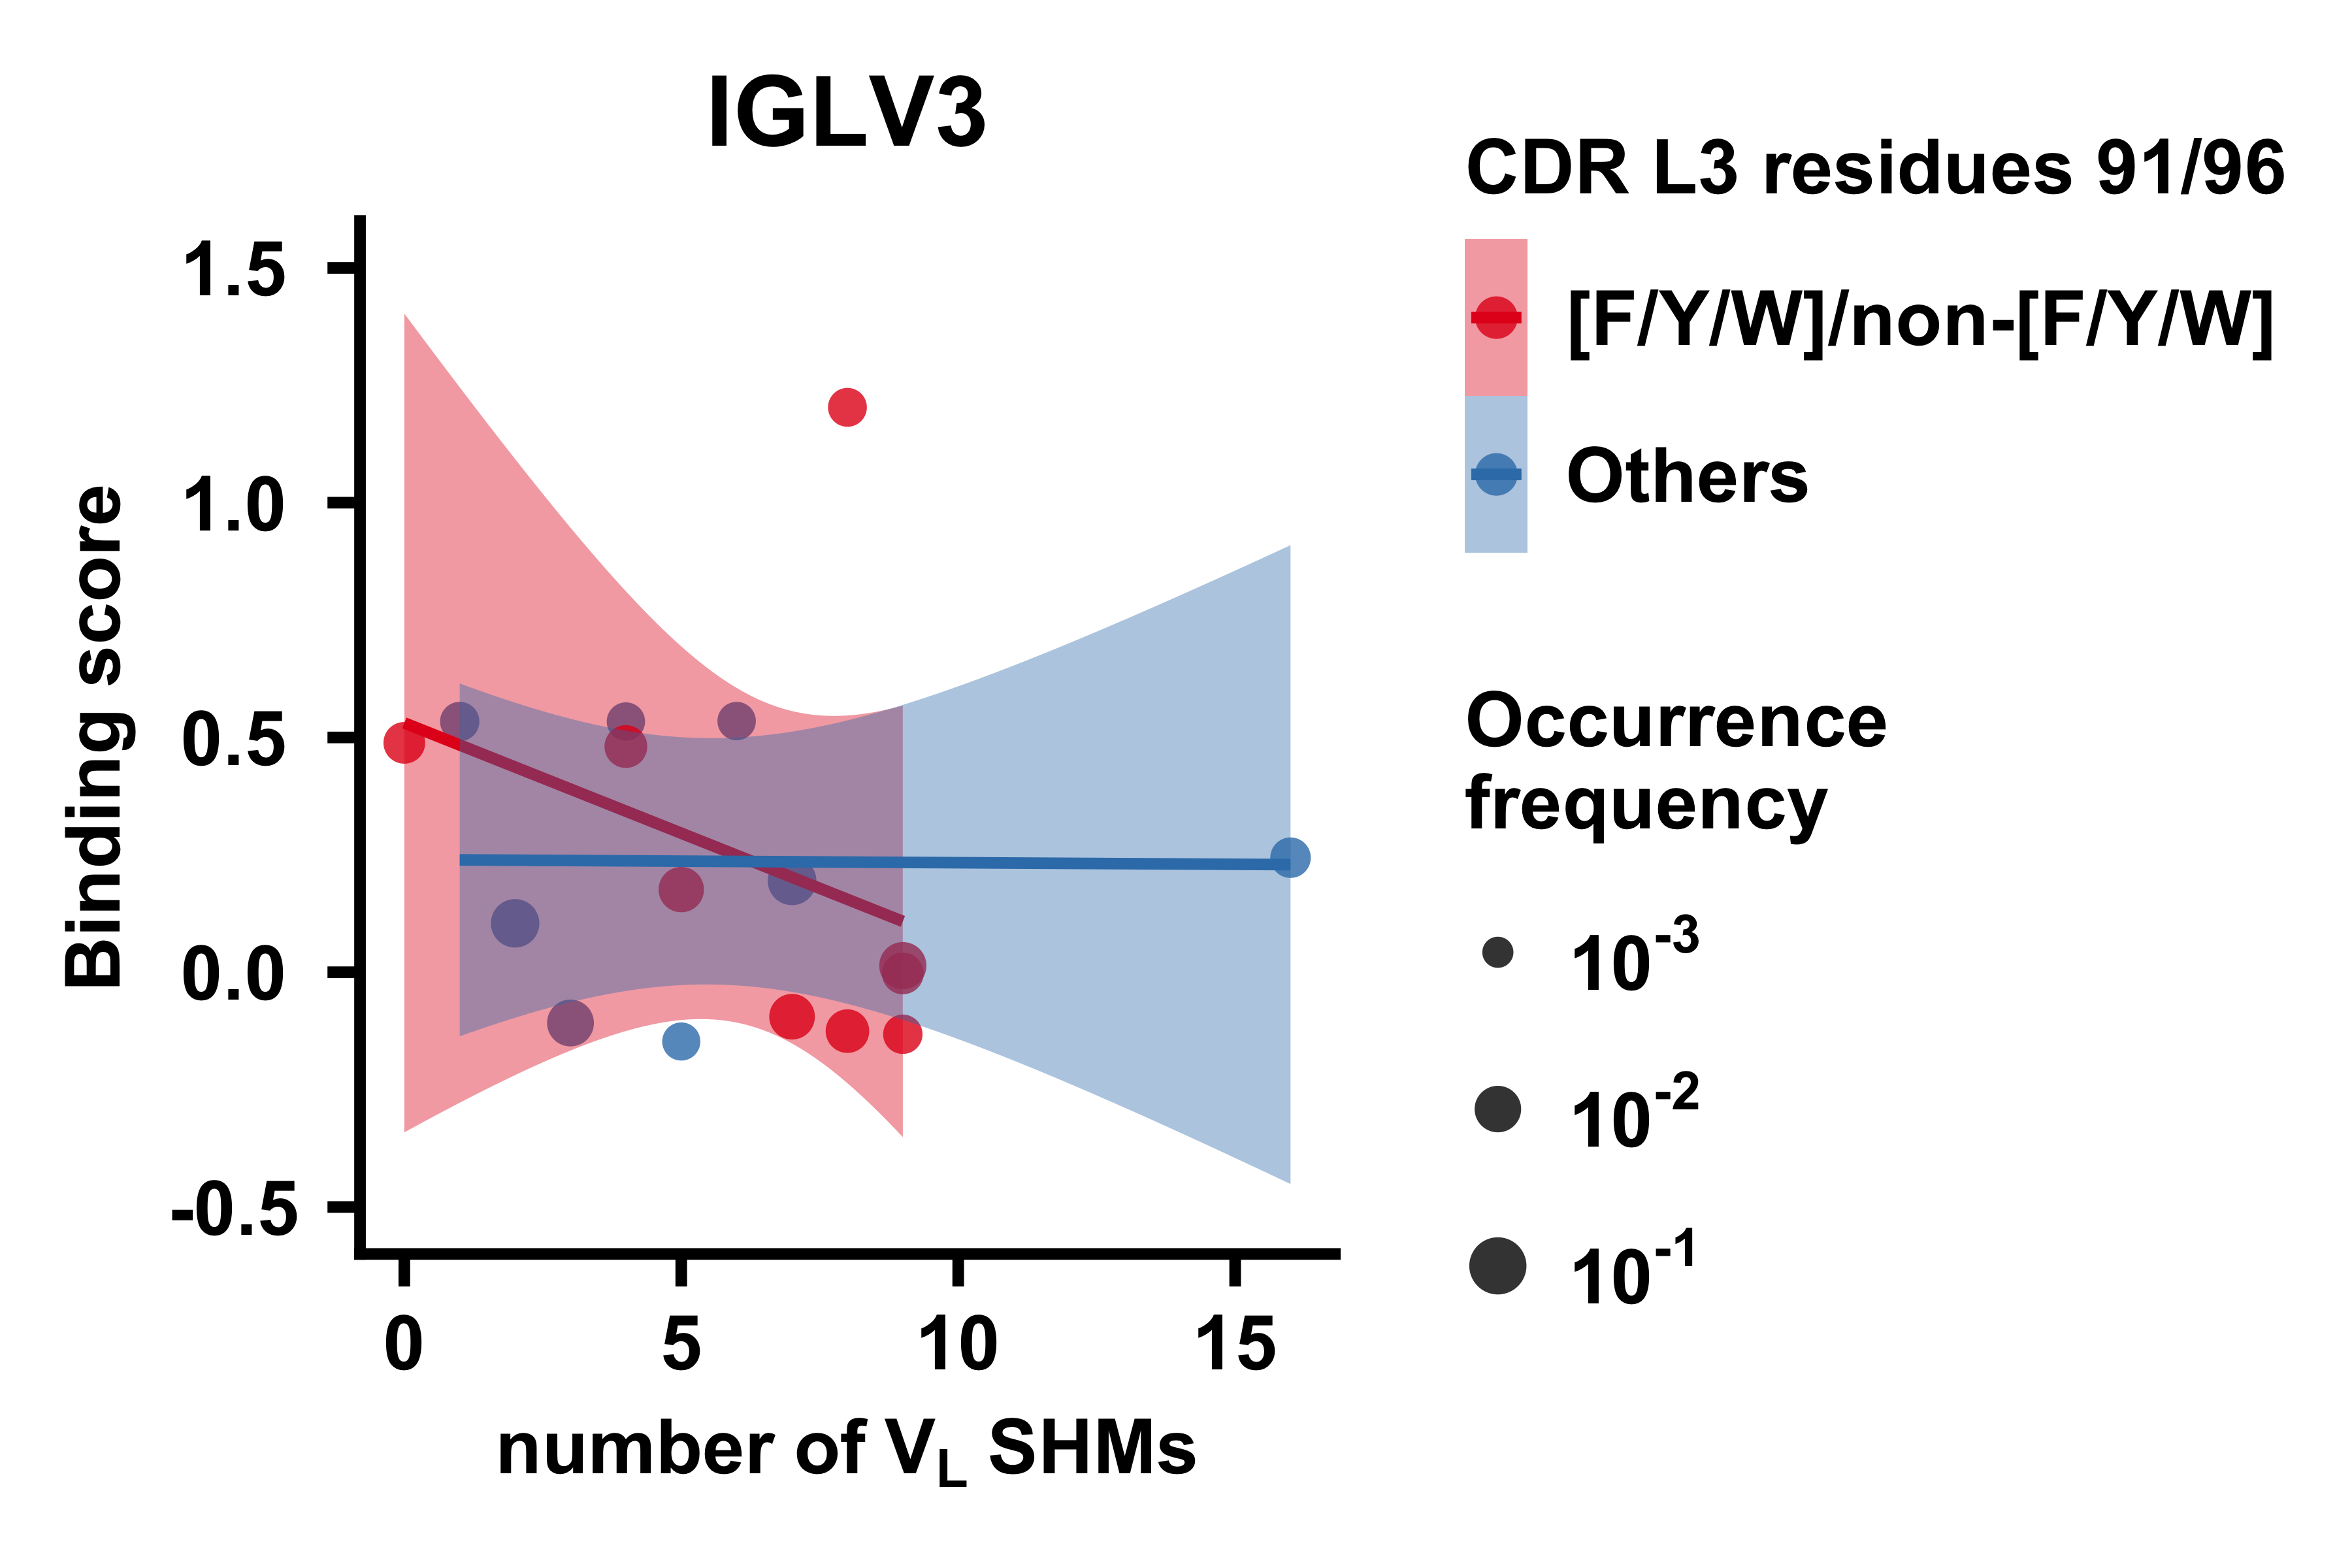 IGLV3
CDR L3 residues 91/96
[F/Y/W]/non-[F/Y/W]
Others
Occurrence
frequency
10⁻³
10⁻²
10⁻¹
Binding score
1.5
1.0
0.5
0.0
-0.5
0 5 10 15
number of V_L SHMs